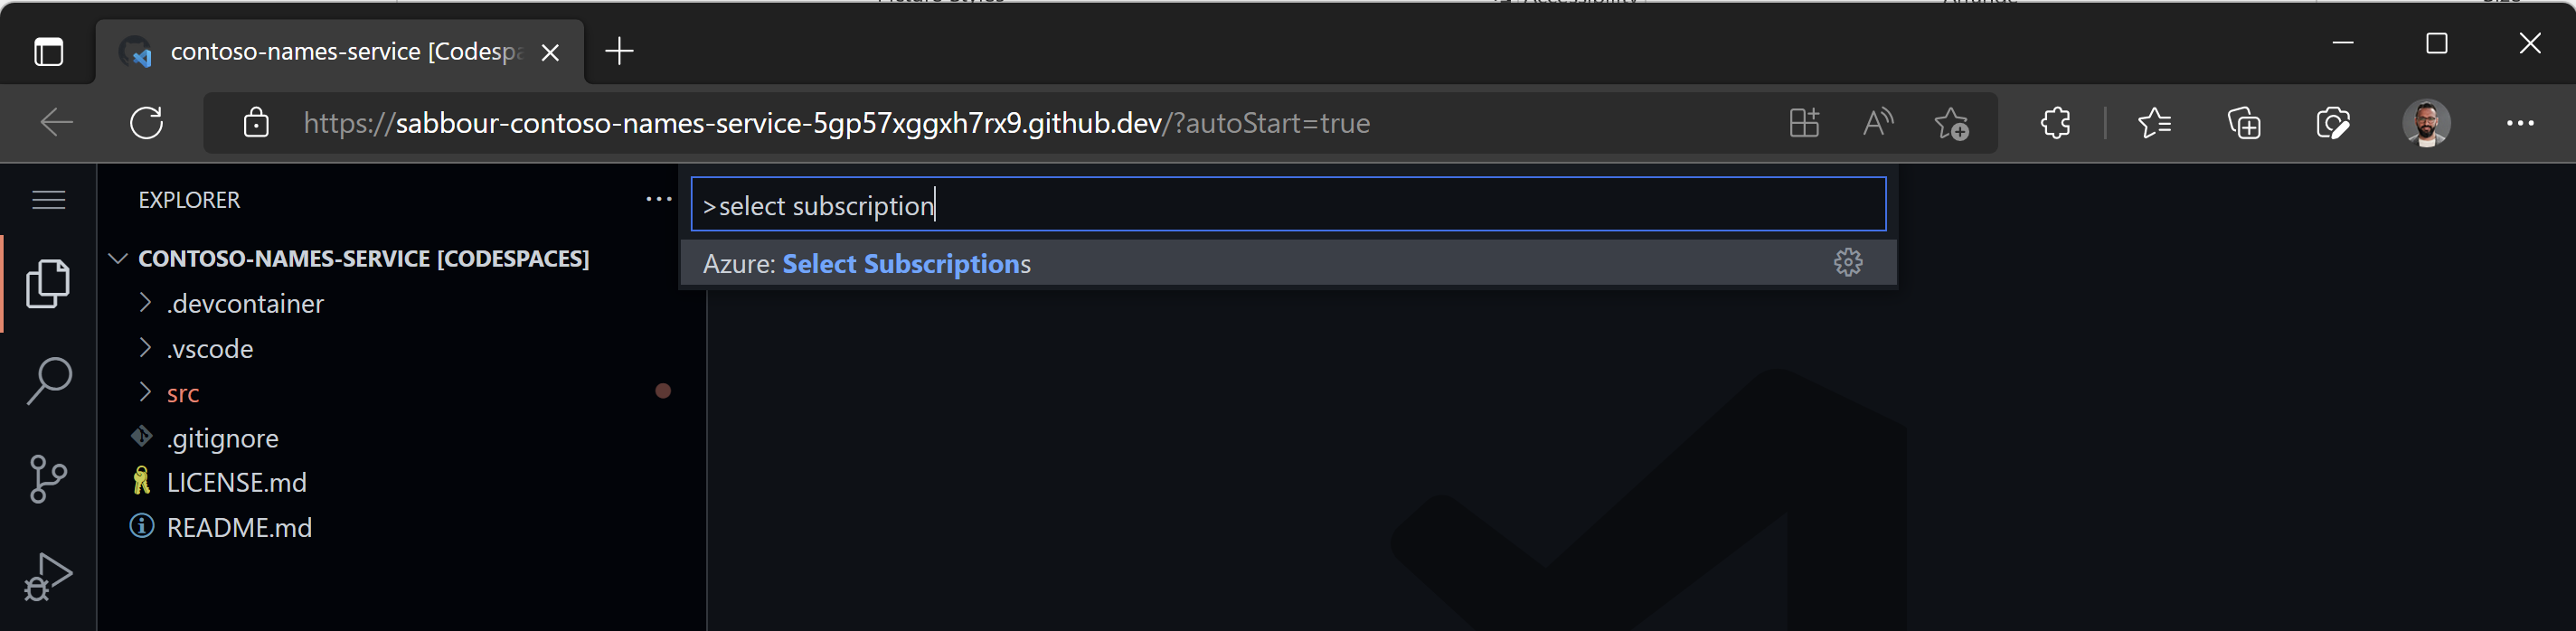 contoso-names-service [Codesp
https://sabbour-contoso-names-service-5gp57xggxh7rx9.github.dev/?autoStart=true
EXPLORER
>select subscription
Azure: Select Subscriptions
CONTOSO-NAMES-SERVICE [CODESPACES]
.devcontainer
.vscode
src
.gitignore
LICENSE.md
README.md